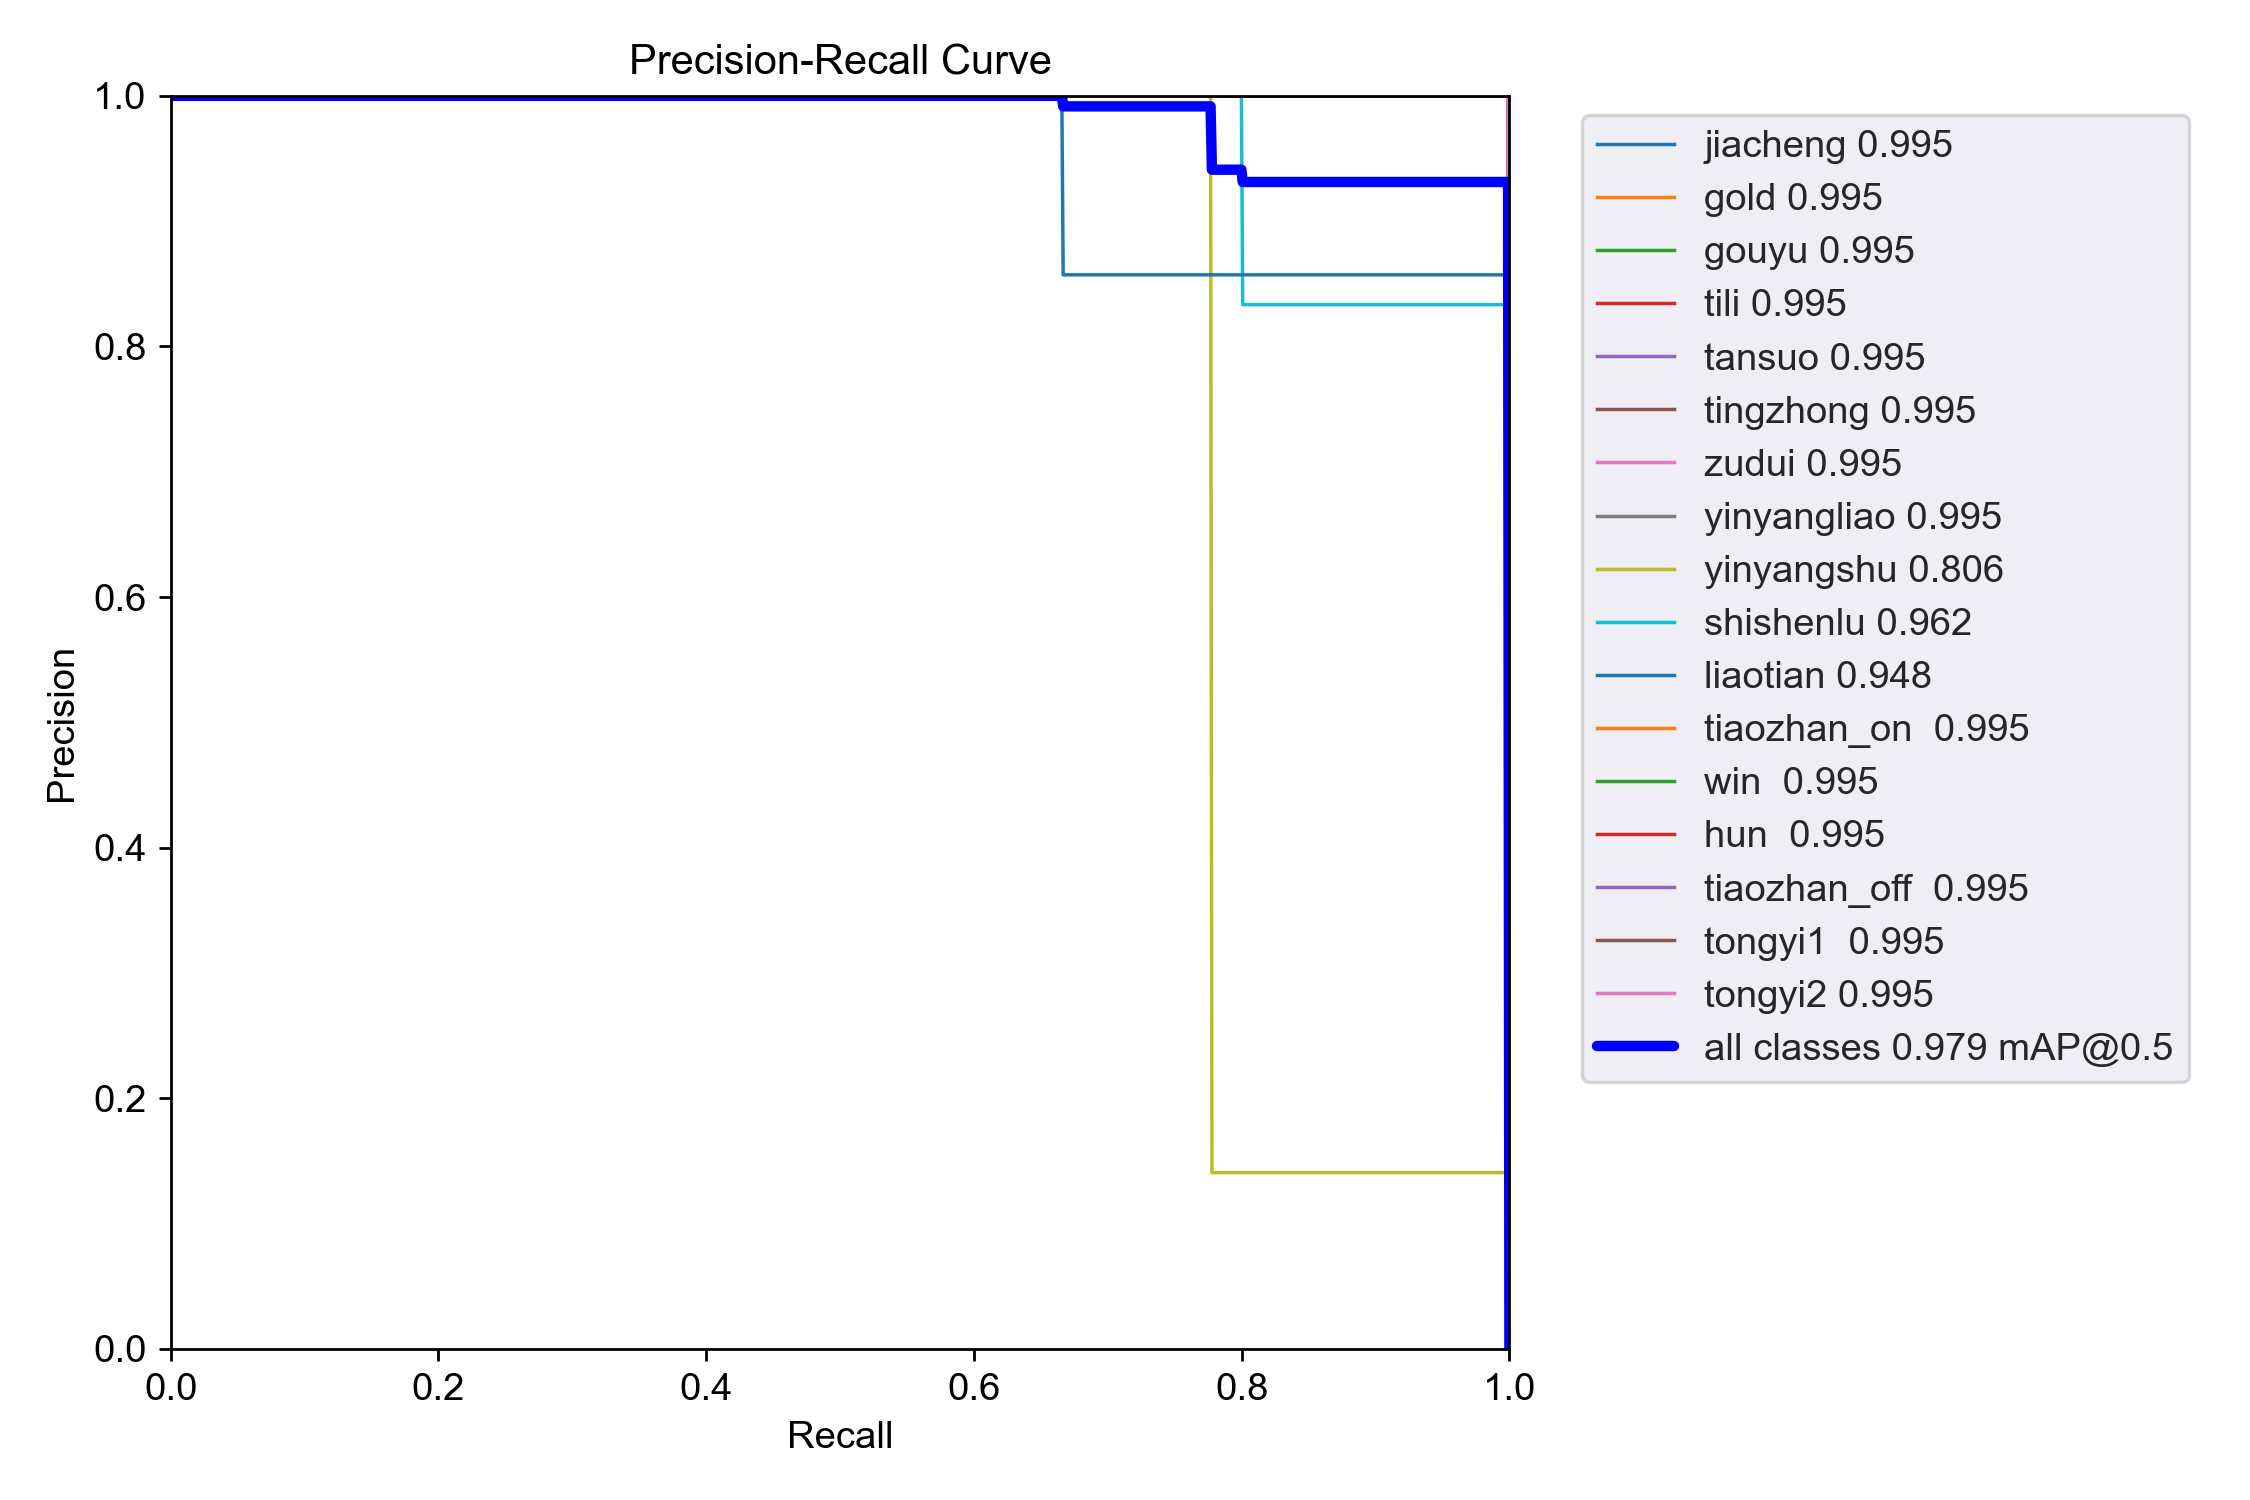 Precision-Recall Curve
1.0
0.8
0.6
0.4
0.2
0.0
Precision
0.0 0.2 0.4 0.6 0.8 1.0
Recall
jiacheng 0.995
gold 0.995
gouyu 0.995
tili 0.995
tansuo 0.995
tingzhong 0.995
zudui 0.995
yinyangliao 0.995
yinyangshu 0.806
shishenlu 0.962
liaotian 0.948
tiaozhan_on  0.995
win  0.995
hun  0.995
tiaozhan_off  0.995
tongyi1  0.995
tongyi2 0.995
all classes 0.979 mAP@0.5